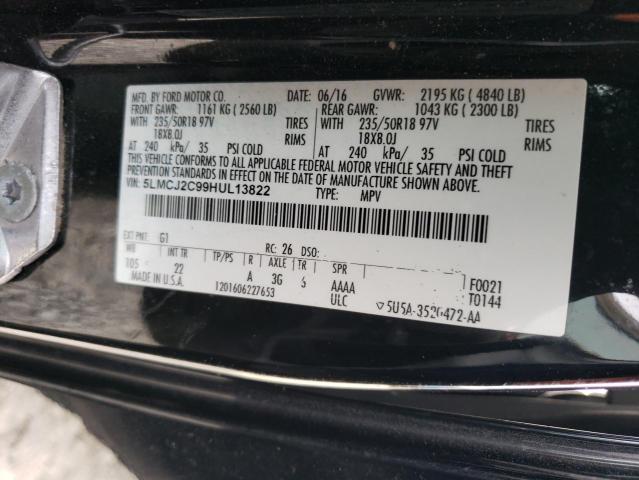 MFD. BY FORD MOTOR CO. DATE: 06/16 GVWR: 2195 KG ( 4840 LB)
FRONT GAWR: 1161 KG ( 2560 LB) REAR GAWR: 1043 KG ( 2300 LB)
WITH 235/50R18 97V TIRES WITH 235/50R18 97V TIRES
18X8.0J RIMS 18X8.0J RIMS
AT 240 kPa/ 35 PSI COLD AT 240 kPa/ 35 PSI COLD
THIS VEHICLE CONFORMS TO ALL APPLICABLE FEDERAL MOTOR VEHICLE SAFETY, BUMPER, AND THEFT
PREVENTION STANDARDS IN EFFECT ON THE DATE OF MANUFACTURE SHOWN ABOVE.
VIN: 5LMCJ2C99HUL13822 TYPE: MPV
EXT PNT: G1 RC: 26 DSO:
WB INT TR TP/PS R AXLE TR SPR F0021
105 22 A 3G 6 AAAA T0144
MADE IN U.S.A. 1201606227653 ULC ▽5U5A-3520472-AA